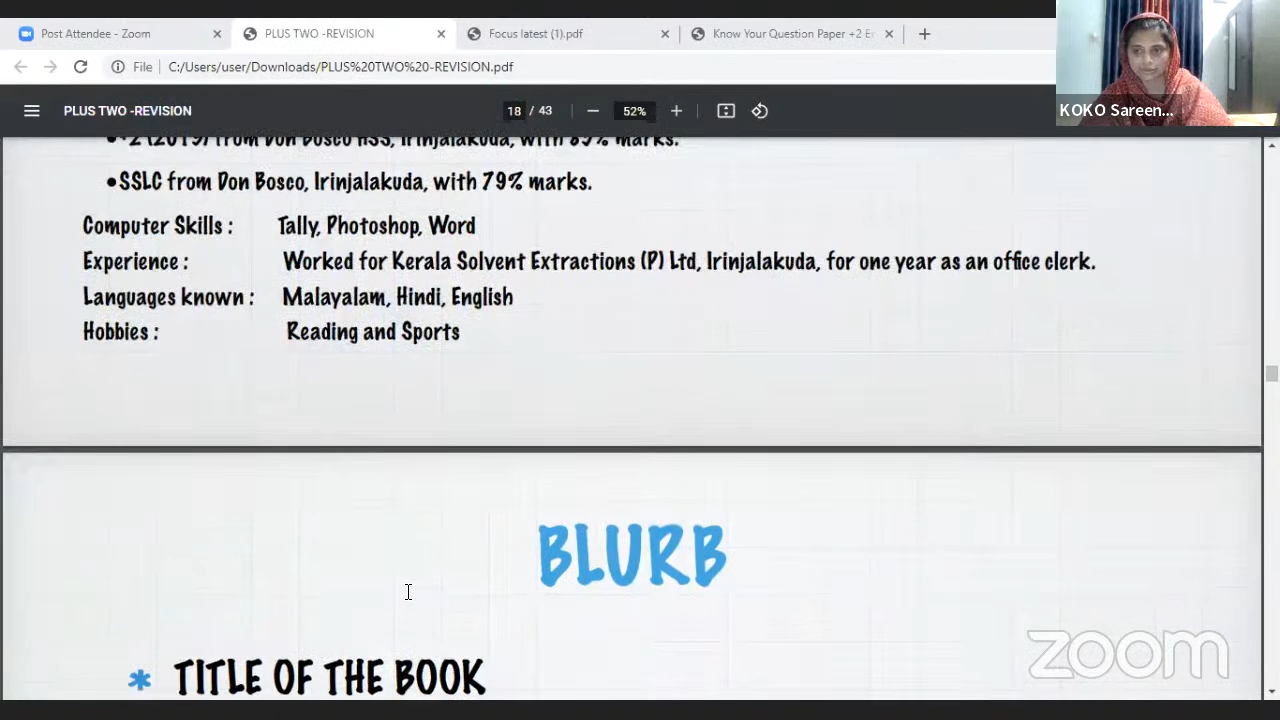 Post Attendee - Zoom
PLUS TWO -REVISION
Focus latest (1).pdf
Know Your Question Paper +2 E
File
C:/Users/user/Downloads/PLUS%20TWO%20-REVISION.pdf
PLUS TWO -REVISION
18 / 43
52%
KOKO Sareen...
•+2 (2019) from Don Bosco HSS, Irinjalakuda, with 89% marks.
•SSLC from Don Bosco, Irinjalakuda, with 79% marks.
Computer Skills : Tally, Photoshop, Word
Experience : Worked for Kerala Solvent Extractions (P) Ltd, Irinjalakuda, for one year as an office clerk.
Languages known : Malayalam, Hindi, English
Hobbies : Reading and Sports
BLURB
* TITLE OF THE BOOK
zoom